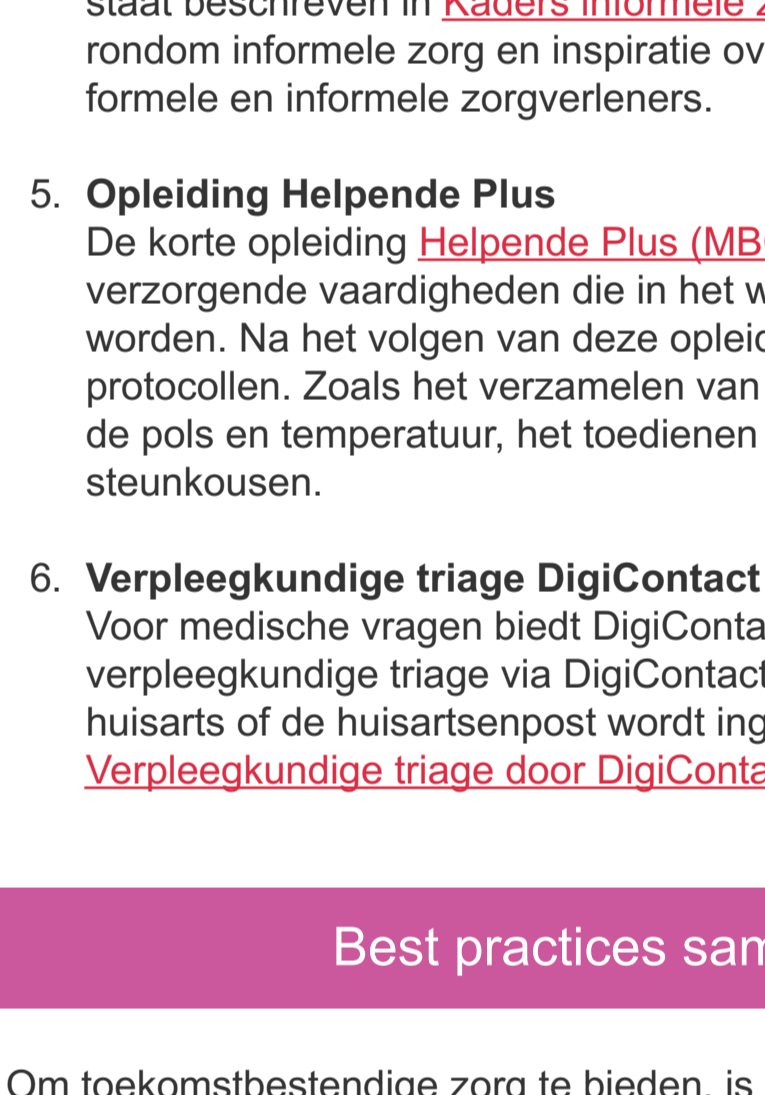 staat beschreven in Kaders informele
rondom informele zorg en inspiratie ov
formele en informele zorgverleners.
5. Opleiding Helpende Plus
De korte opleiding Helpende Plus (MB
verzorgende vaardigheden die in het w
worden. Na het volgen van deze opleid
protocollen. Zoals het verzamelen van
de pols en temperatuur, het toedienen
steunkousen.
6. Verpleegkundige triage DigiContact
Voor medische vragen biedt DigiConta
verpleegkundige triage via DigiContact
huisarts of de huisartsenpost wordt ing
Verpleegkundige triage door DigiConta
Best practices sam
Om toekomstbestendige zorg te bieden, is